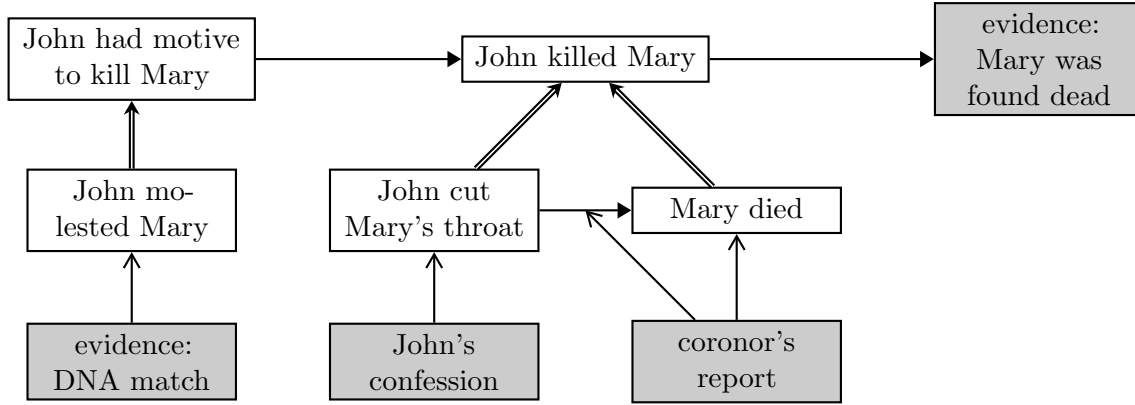 John had motive
to kill Mary
John killed Mary
evidence:
Mary was
found dead
John mo-
lested Mary
John cut
Mary's throat
Mary died
evidence:
DNA match
John's
confession
coronor's
report